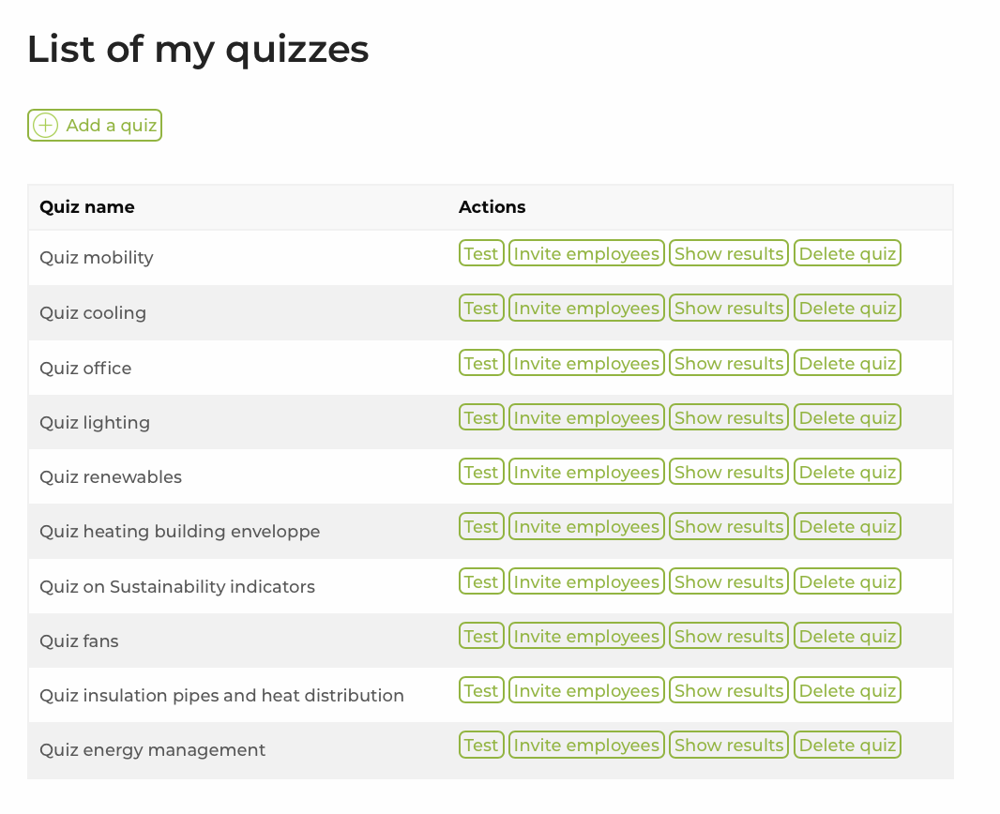 List of my quizzes
Add a quiz
Quiz name Actions
Quiz mobility Test Invite employees Show results Delete quiz
Quiz cooling Test Invite employees Show results Delete quiz
Quiz office Test Invite employees Show results Delete quiz
Quiz lighting Test Invite employees Show results Delete quiz
Quiz renewables Test Invite employees Show results Delete quiz
Quiz heating building enveloppe Test Invite employees Show results Delete quiz
Quiz on Sustainability indicators Test Invite employees Show results Delete quiz
Quiz fans Test Invite employees Show results Delete quiz
Quiz insulation pipes and heat distribution Test Invite employees Show results Delete quiz
Quiz energy management Test Invite employees Show results Delete quiz